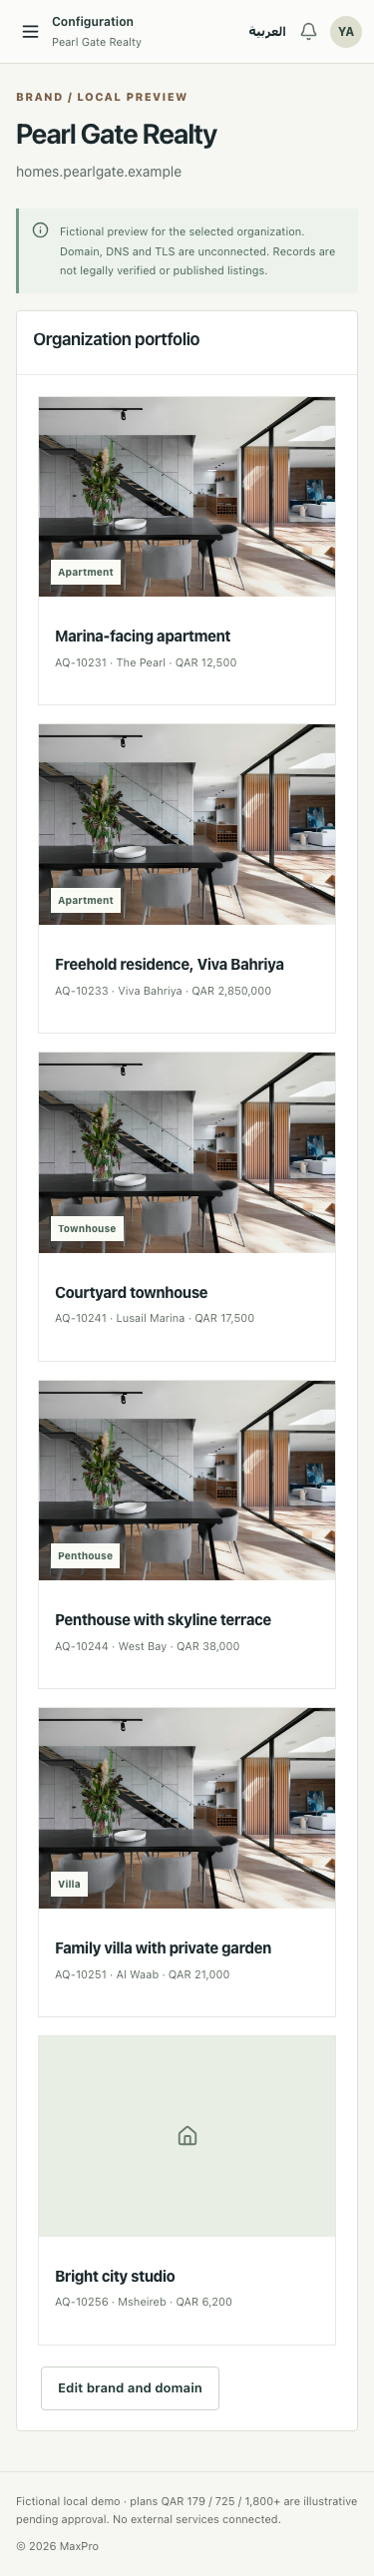 Configuration
Pearl Gate Realty
العربية
YA
BRAND / LOCAL PREVIEW
Pearl Gate Realty
homes.pearlgate.example
Fictional preview for the selected organization.
Domain, DNS and TLS are unconnected. Records are
not legally verified or published listings.
Organization portfolio
Apartment
Marina-facing apartment
AQ-10231 · The Pearl · QAR 12,500
Apartment
Freehold residence, Viva Bahriya
AQ-10233 · Viva Bahriya · QAR 2,850,000
Townhouse
Courtyard townhouse
AQ-10241 · Lusail Marina · QAR 17,500
Penthouse
Penthouse with skyline terrace
AQ-10244 · West Bay · QAR 38,000
Villa
Family villa with private garden
AQ-10251 · Al Waab · QAR 21,000
Bright city studio
AQ-10256 · Msheireb · QAR 6,200
Edit brand and domain
Fictional local demo · plans QAR 179 / 725 / 1,800+ are illustrative
pending approval. No external services connected.
© 2026 MaxPro